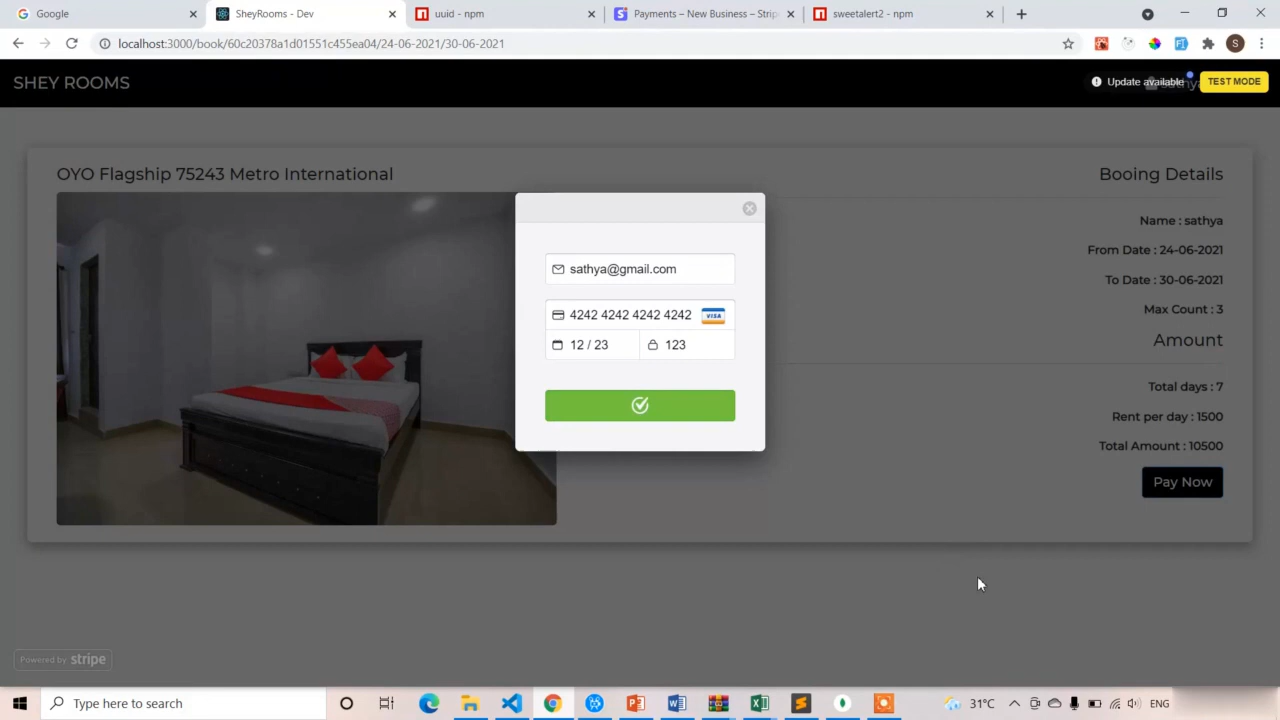 Google
SheyRooms - Dev
uuid - npm
Payments – New Business – Strip
sweetalert2 - npm
localhost:3000/book/60c20378a1d01551c455ea04/24-06-2021/30-06-2021
S
SHEY ROOMS
Update available
sathya
TEST MODE
OYO Flagship 75243 Metro International
Booing Details
Name : sathya
From Date : 24-06-2021
To Date : 30-06-2021
Max Count : 3
Amount
Total days : 7
Rent per day : 1500
Total Amount : 10500
Pay Now
sathya@gmail.com
4242 4242 4242 4242
VISA
12 / 23
123
Powered by stripe
Type here to search
31°C
ENG